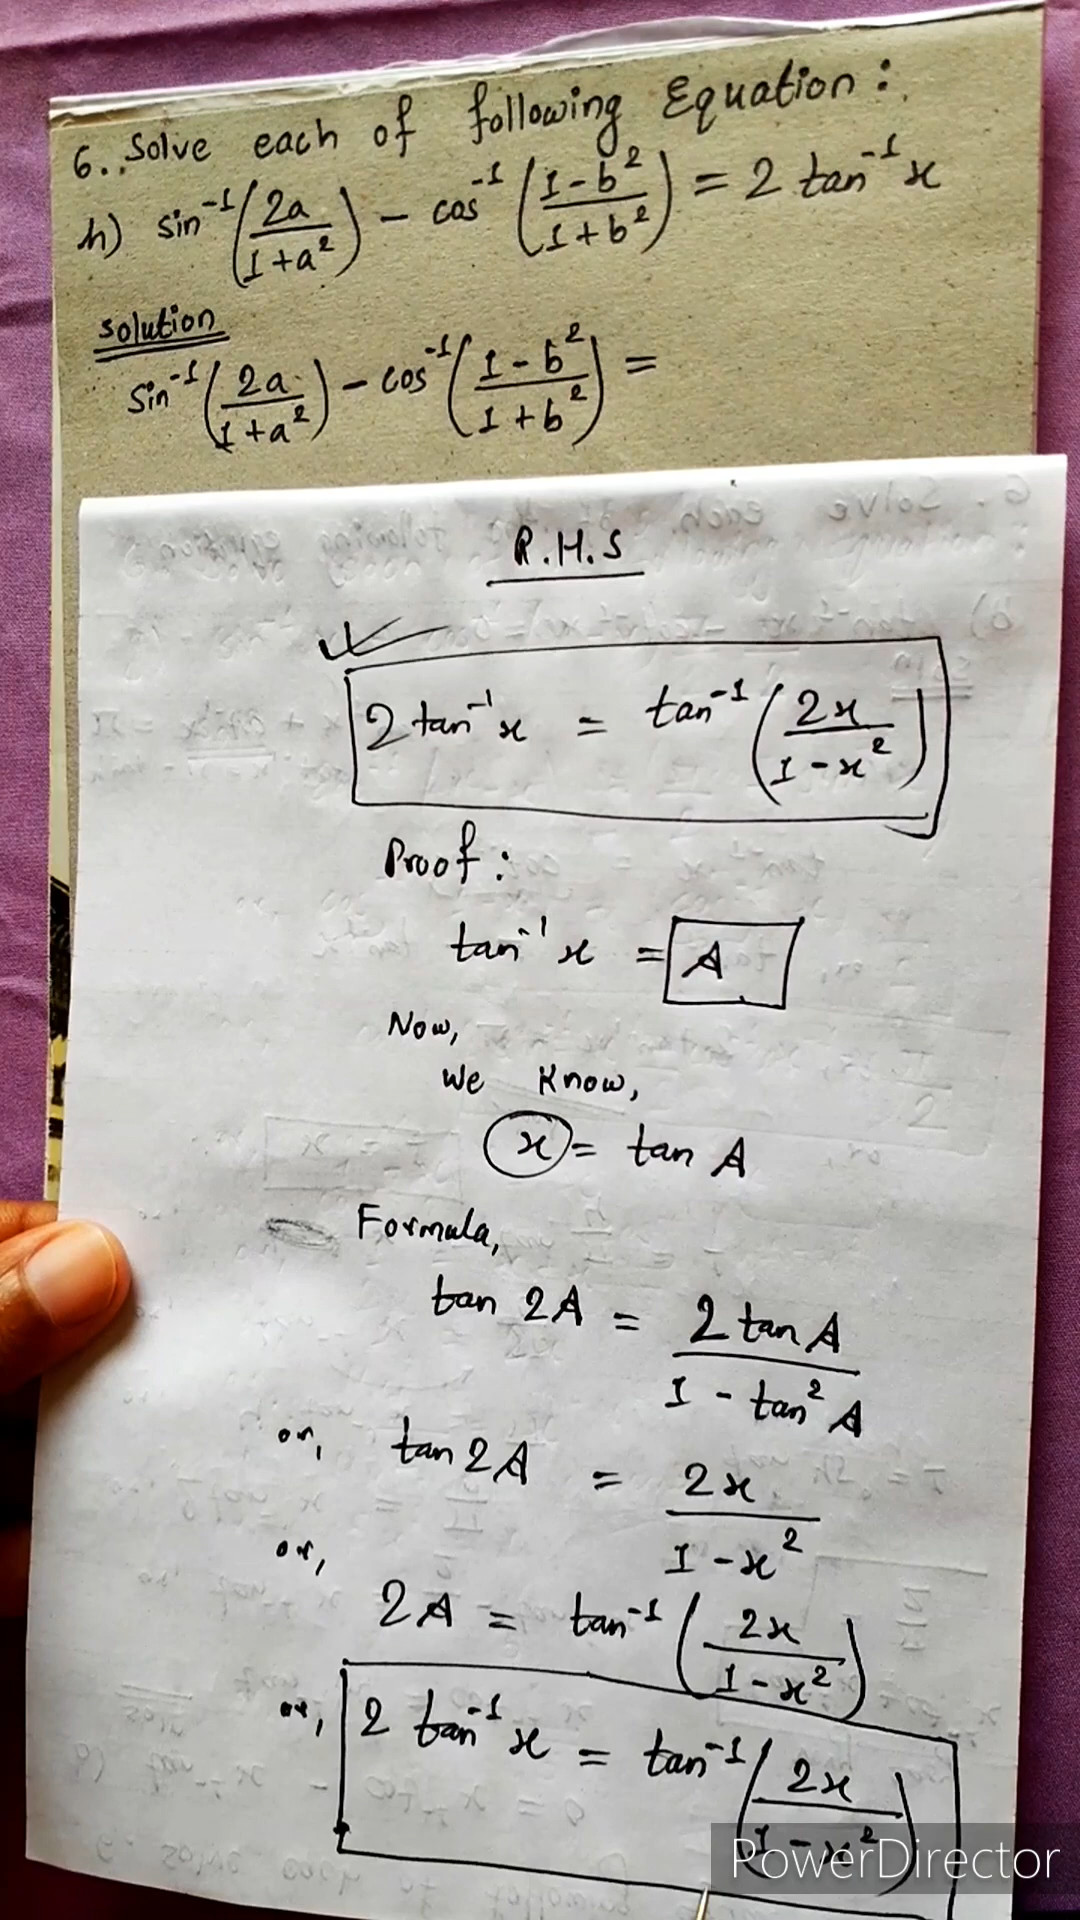 6. Solve each of following Equation:
h) sin⁻¹(2a/1+a²) - cos⁻¹(1-b²/1+b²) = 2 tan⁻¹x
solution
sin⁻¹(2a/1+a²) - cos⁻¹(1-b²/1+b²) =
R.H.S
2 tan⁻¹x = tan⁻¹(2x/1-x²)
Proof:
tan⁻¹x = A
Now,
we know,
x = tan A
Formula,
tan 2A = 2 tan A/1 - tan² A
or, tan 2A = 2x/1-x²
or,
2A = tan⁻¹(2x/1-x²)
or, 2 tan⁻¹x = tan⁻¹(2x/1-x²)
PowerDirector